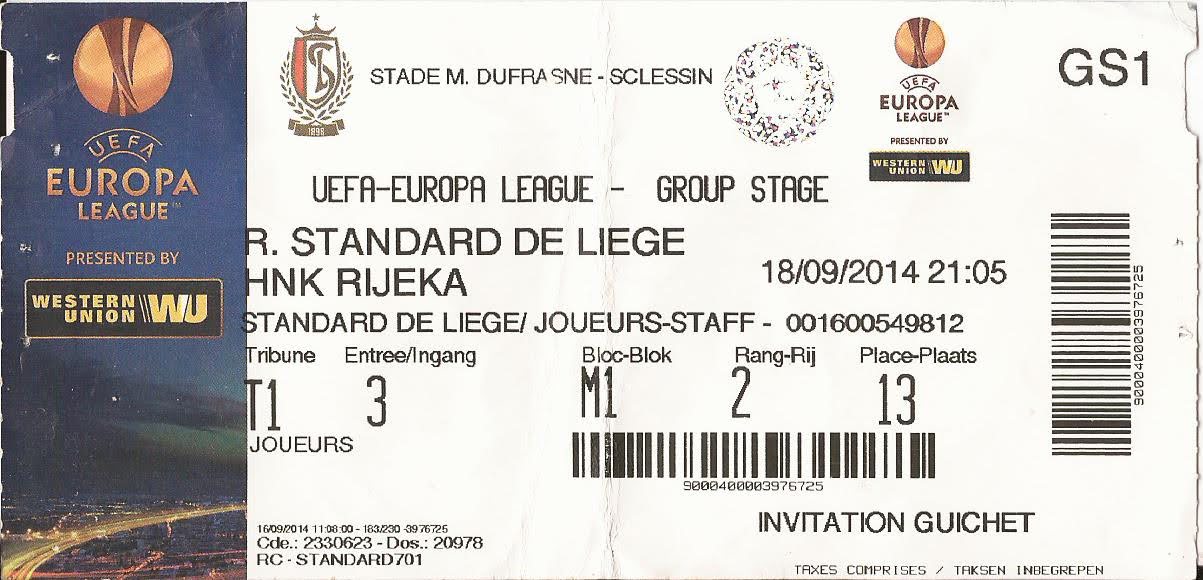 UEFA
EUROPA
LEAGUE™
PRESENTED BY
WESTERN
UNION WU
1898
STADE M. DUFRASNE - SCLESSIN
UEFA
EUROPA
LEAGUE™
PRESENTED BY
WESTERN
UNION WU
GS1
UEFA-EUROPA LEAGUE - GROUP STAGE
R. STANDARD DE LIEGE
HNK RIJEKA
18/09/2014 21:05
STANDARD DE LIEGE/ JOUEURS-STAFF - 001600549812
Tribune Entree/Ingang Bloc-Blok Rang-Rij Place-Plaats
T1 3 M1 2 13
JOUEURS
9000400003976725
9000400003976725
16/09/2014 11:08:00 - 183/230 -3976725
Cde.: 2330623 - Dos.: 20978
RC - STANDARD701
INVITATION GUICHET
TAXES COMPRISES / TAKSEN INBEGREPEN